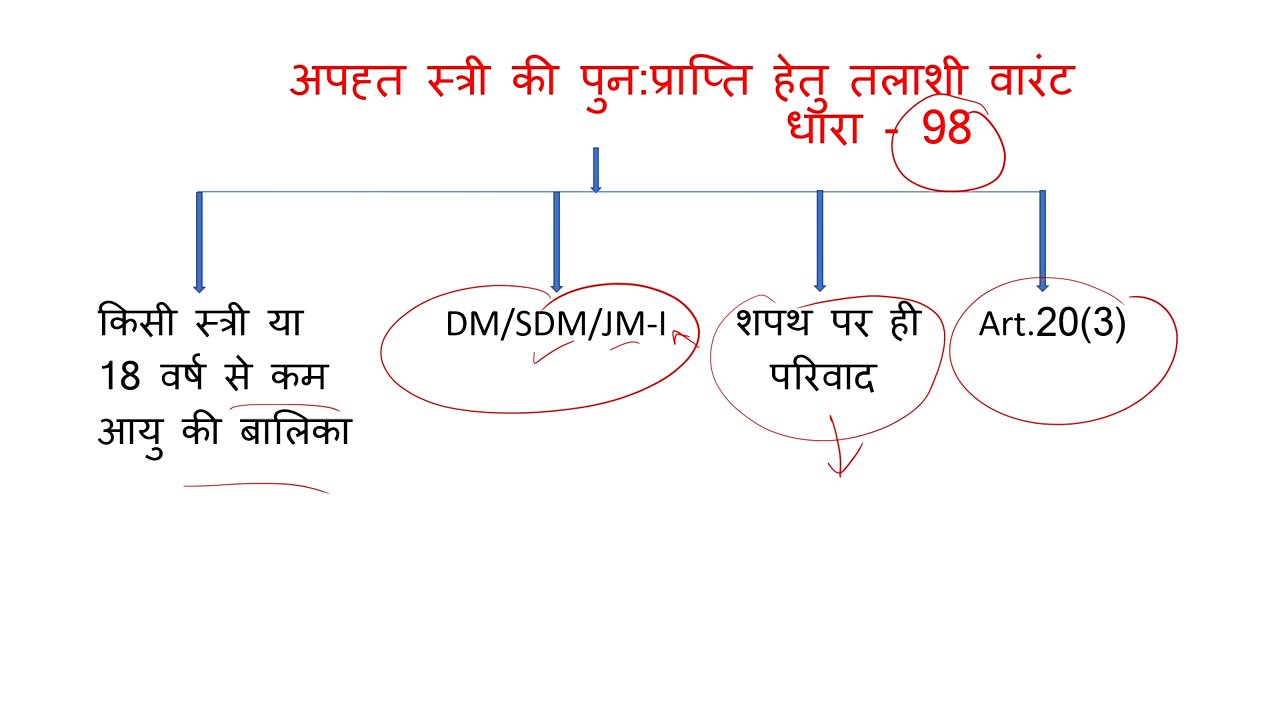 अपह्त स्त्री की पुन:प्राप्ति हेतु तलाशी वारंट
धारा - 98
किसी स्त्री या
18 वर्ष से कम
आयु की बालिका
DM/SDM/JM-I
शपथ पर ही
परिवाद
Art.20(3)